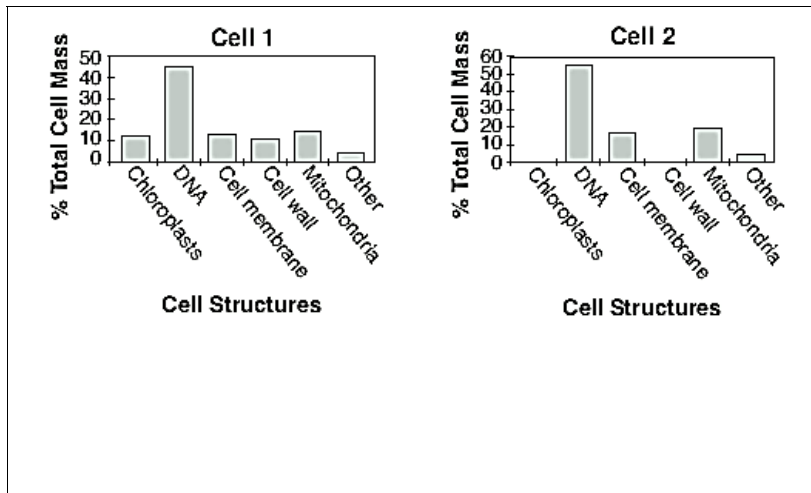 Cell 1
% Total Cell Mass
50
40
30
20
10
0
Chloroplasts
DNA
Cell membrane
Cell wall
Mitochondria
Other
Cell Structures
Cell 2
% Total Cell Mass
60
50
40
30
20
10
0
Chloroplasts
DNA
Cell membrane
Cell wall
Mitochondria
Other
Cell Structures